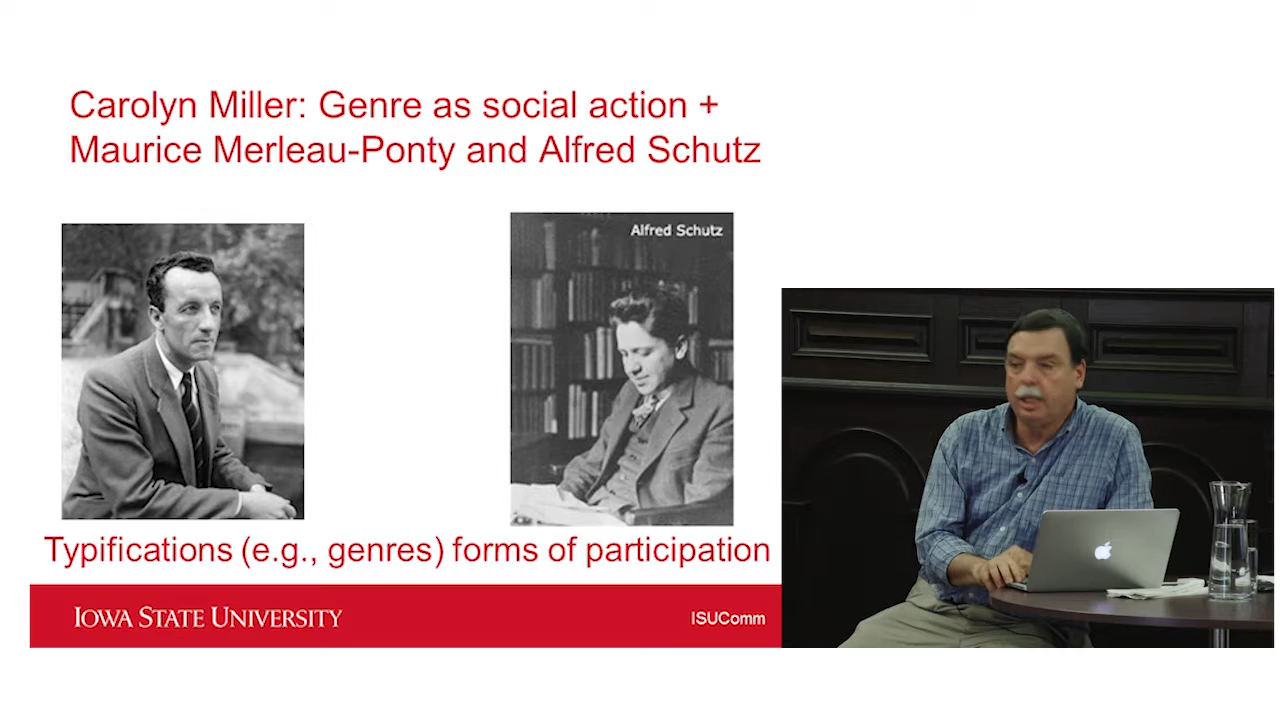 Carolyn Miller: Genre as social action +
Maurice Merleau-Ponty and Alfred Schutz
Alfred Schutz
Typifications (e.g., genres) forms of participation
IOWA STATE UNIVERSITY
ISUComm